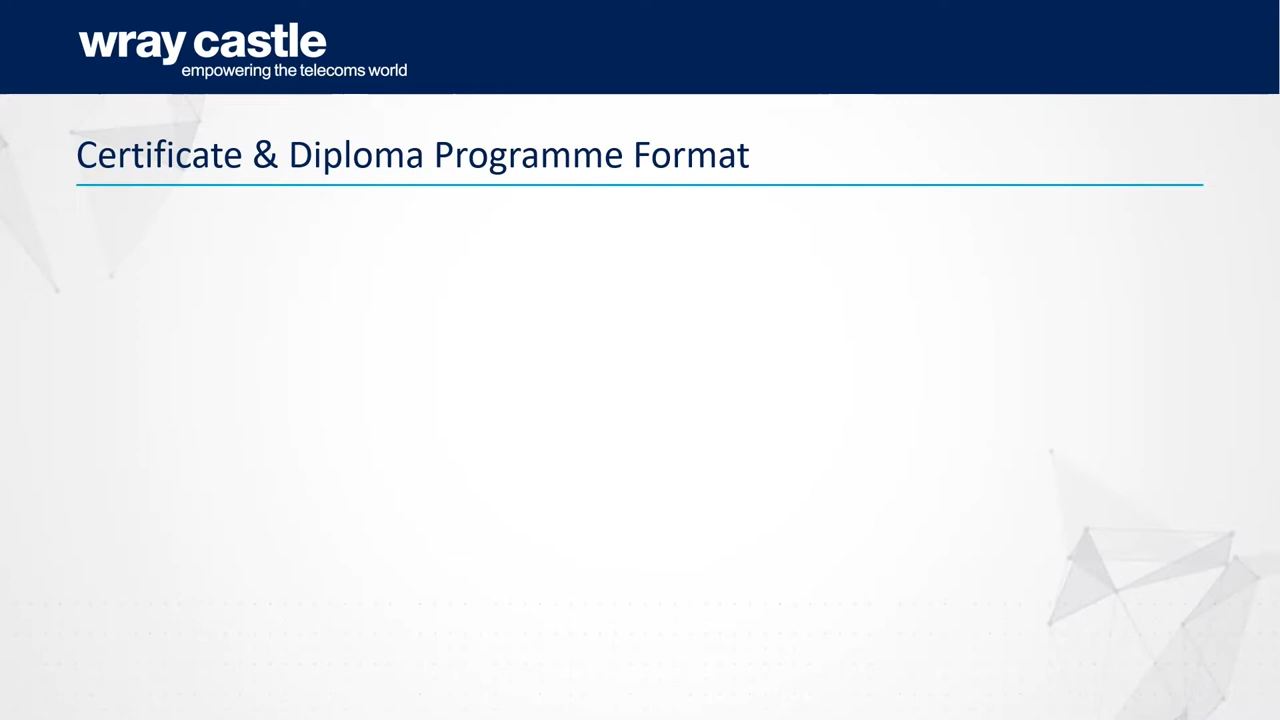 wray castle
empowering the telecoms world
Certificate & Diploma Programme Format